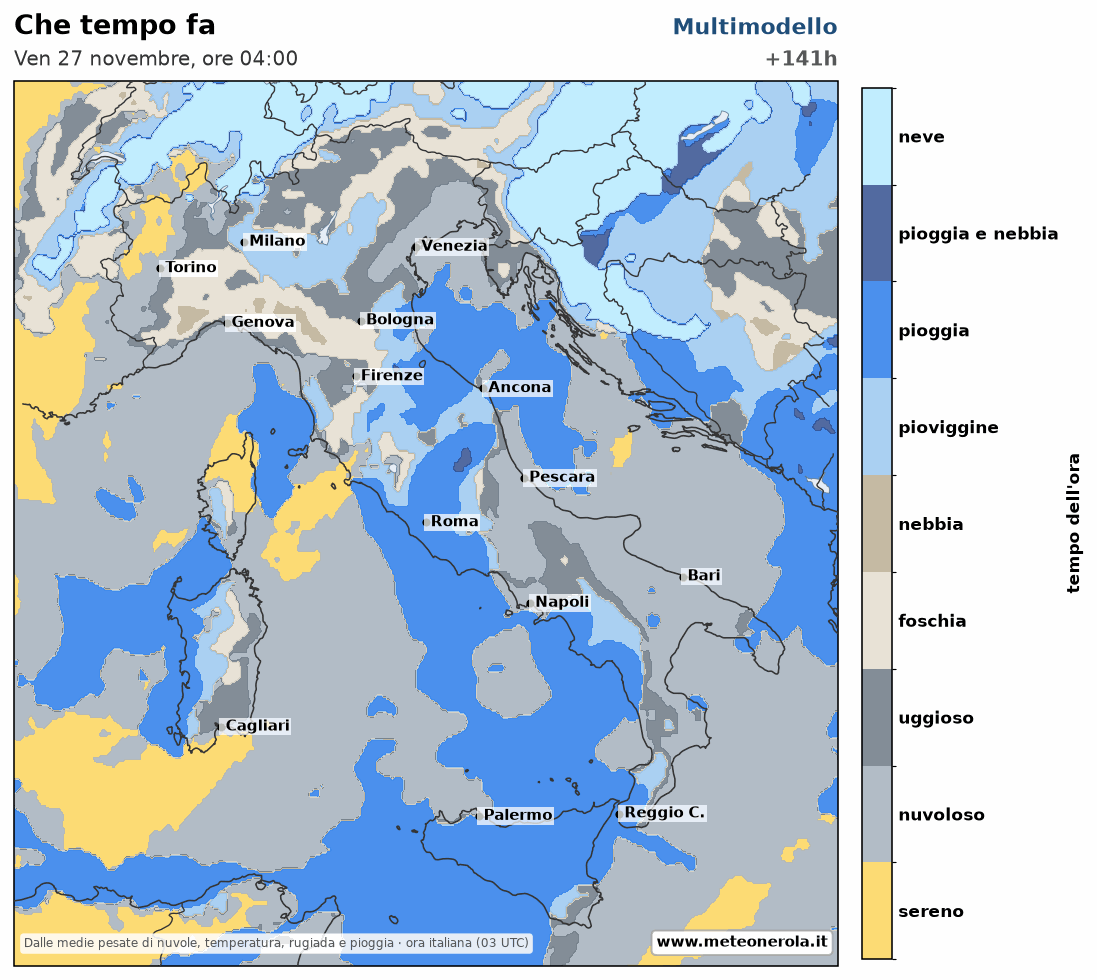 Che tempo fa
Multimodello
Ven 27 novembre, ore 04:00
+141h
neve
pioggia e nebbia
pioggia
pioviggine
nebbia
foschia
uggioso
nuvoloso
sereno
tempo dell'ora
Milano
Venezia
Torino
Genova
Bologna
Firenze
Ancona
Pescara
Roma
Bari
Napoli
Cagliari
Palermo
Reggio C.
Dalle medie pesate di nuvole, temperatura, rugiada e pioggia · ora italiana (03 UTC)
www.meteonerola.it